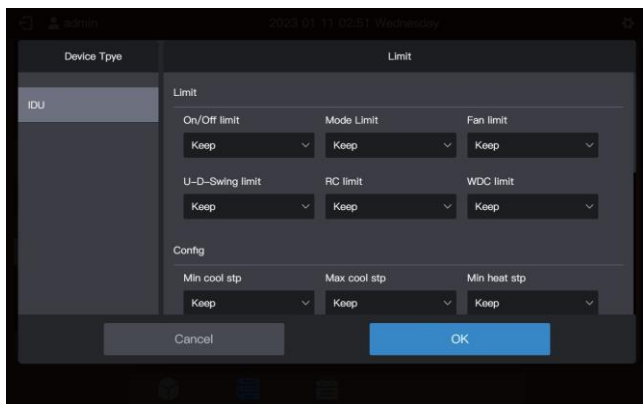 admin 2023 01 11 02:51 Wednesday
Device Tpye
Limit
IDU
Limit
On/Off limit Mode Limit Fan limit
Keep Keep Keep
U-D-Swing limit RC limit WDC limit
Keep Keep Keep
Config
Min cool stp Max cool stp Min heat stp
Keep Keep Keep
Cancel OK